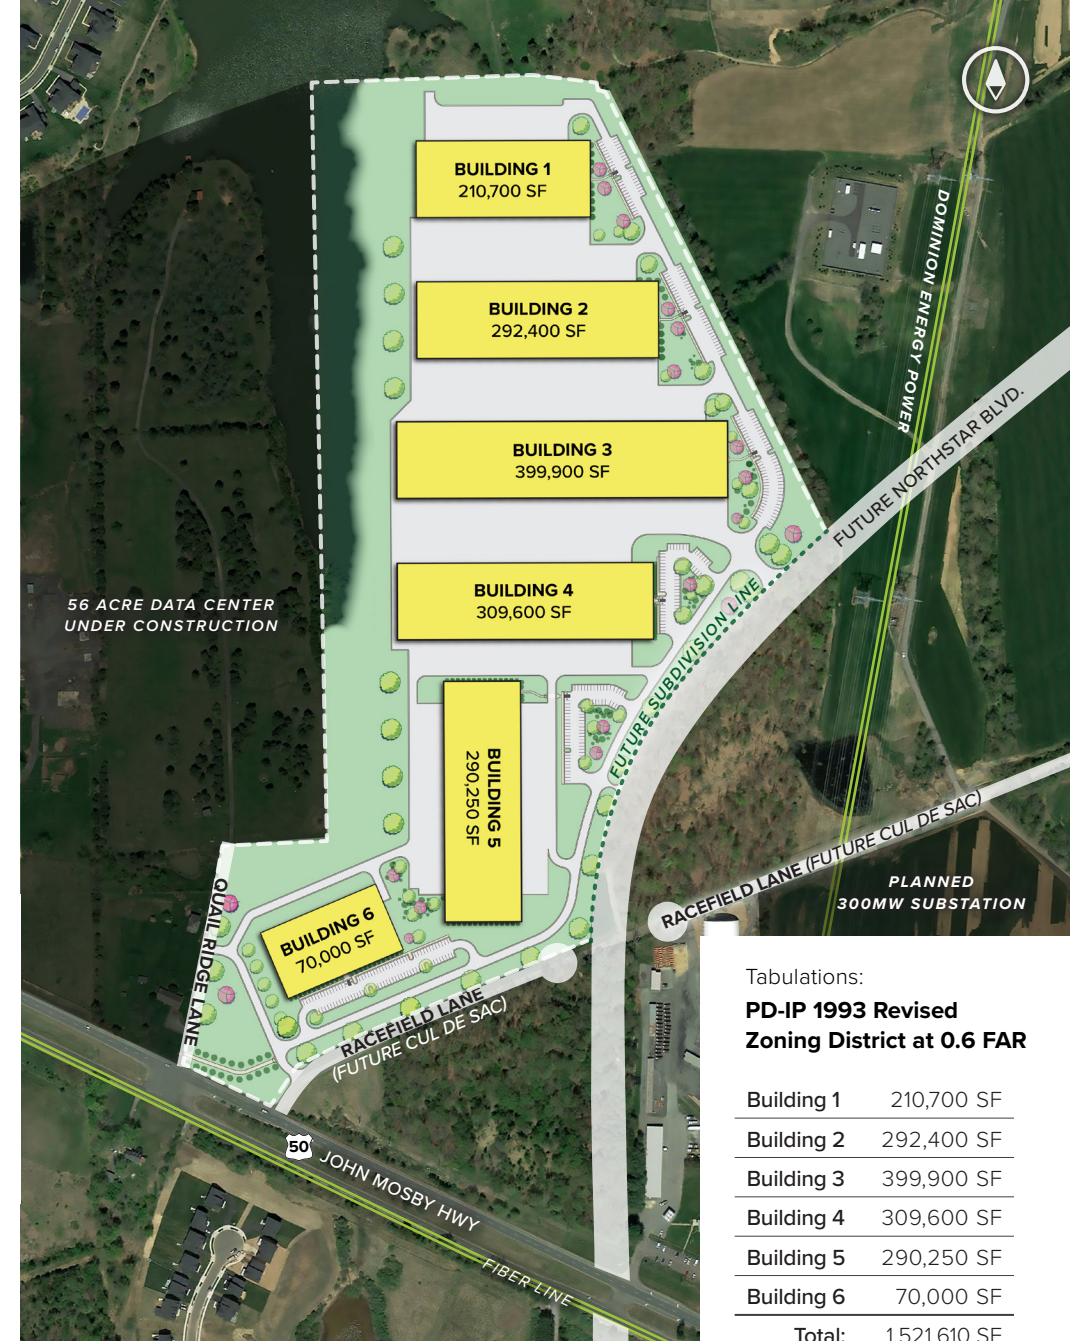 BUILDING 1
210,700 SF
BUILDING 2
292,400 SF
BUILDING 3
399,900 SF
BUILDING 4
309,600 SF
BUILDING 5
290,250 SF
BUILDING 6
70,000 SF
DOMINION ENERGY POWER
FUTURE NORTHSTAR BLVD.
FUTURE SUBDIVISION LINE
56 ACRE DATA CENTER
UNDER CONSTRUCTION
QUAIL RIDGE LANE
RACEFIELD LANE (FUTURE CUL DE SAC)
PLANNED
300MW SUBSTATION
RACEFIELD LANE
(FUTURE CUL DE SAC)
50
JOHN MOSBY HWY
FIBER LINE
Tabulations:
PD-IP 1993 Revised
Zoning District at 0.6 FAR
Building 1 210,700 SF
Building 2 292,400 SF
Building 3 399,900 SF
Building 4 309,600 SF
Building 5 290,250 SF
Building 6 70,000 SF
Total: 1,521,610 SF